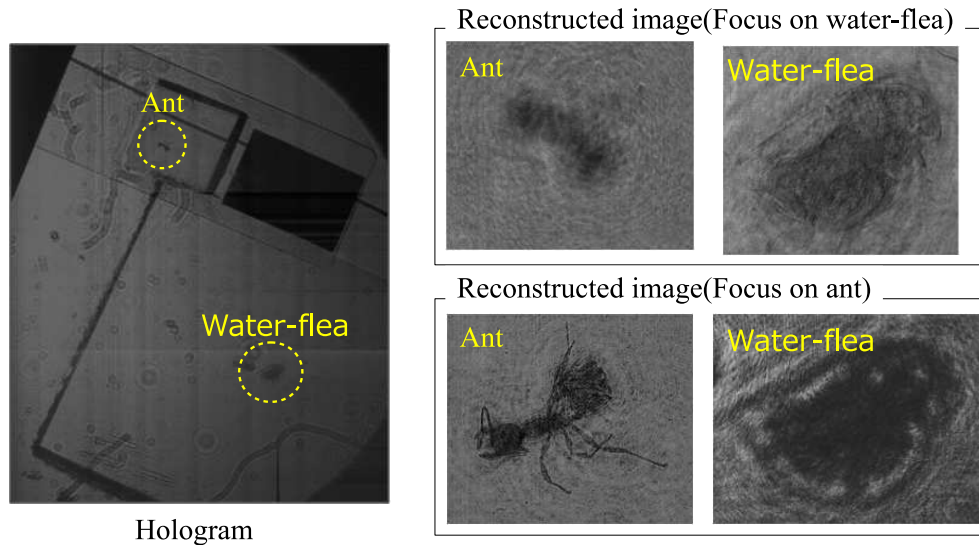 Ant
Water-flea
Hologram
Reconstructed image(Focus on water-flea)
Ant
Water-flea
Reconstructed image(Focus on ant)
Ant
Water-flea